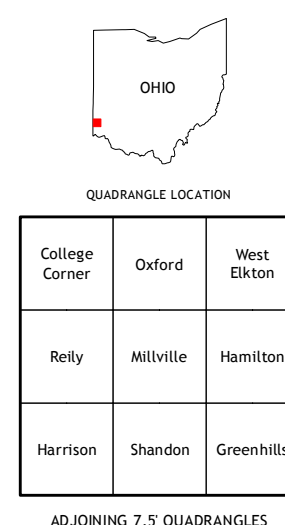 OHIO
QUADRANGLE LOCATION
College Corner
Oxford
West Elkton
Reily
Millville
Hamilton
Harrison
Shandon
Greenhills
ADJOINING 7.5' QUADRANGLES